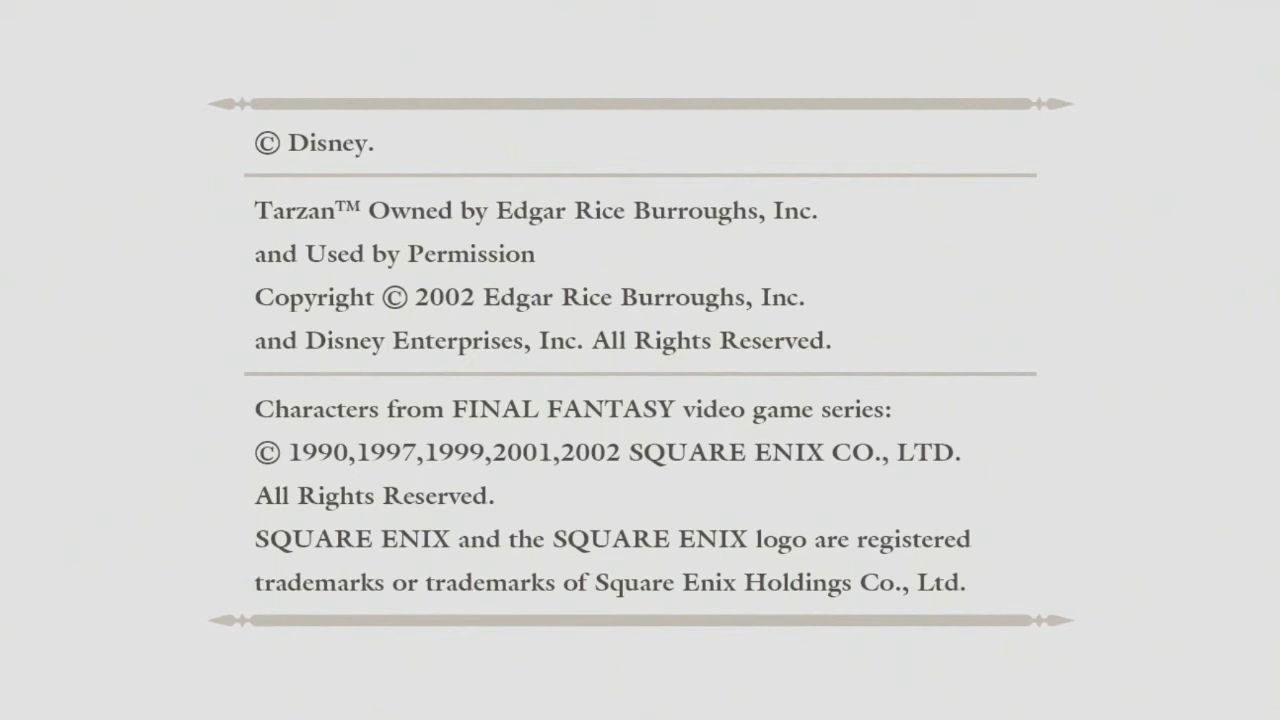 © Disney.
Tarzan™ Owned by Edgar Rice Burroughs, Inc.
and Used by Permission
Copyright © 2002 Edgar Rice Burroughs, Inc.
and Disney Enterprises, Inc. All Rights Reserved.
Characters from FINAL FANTASY video game series:
© 1990,1997,1999,2001,2002 SQUARE ENIX CO., LTD.
All Rights Reserved.
SQUARE ENIX and the SQUARE ENIX logo are registered
trademarks or trademarks of Square Enix Holdings Co., Ltd.